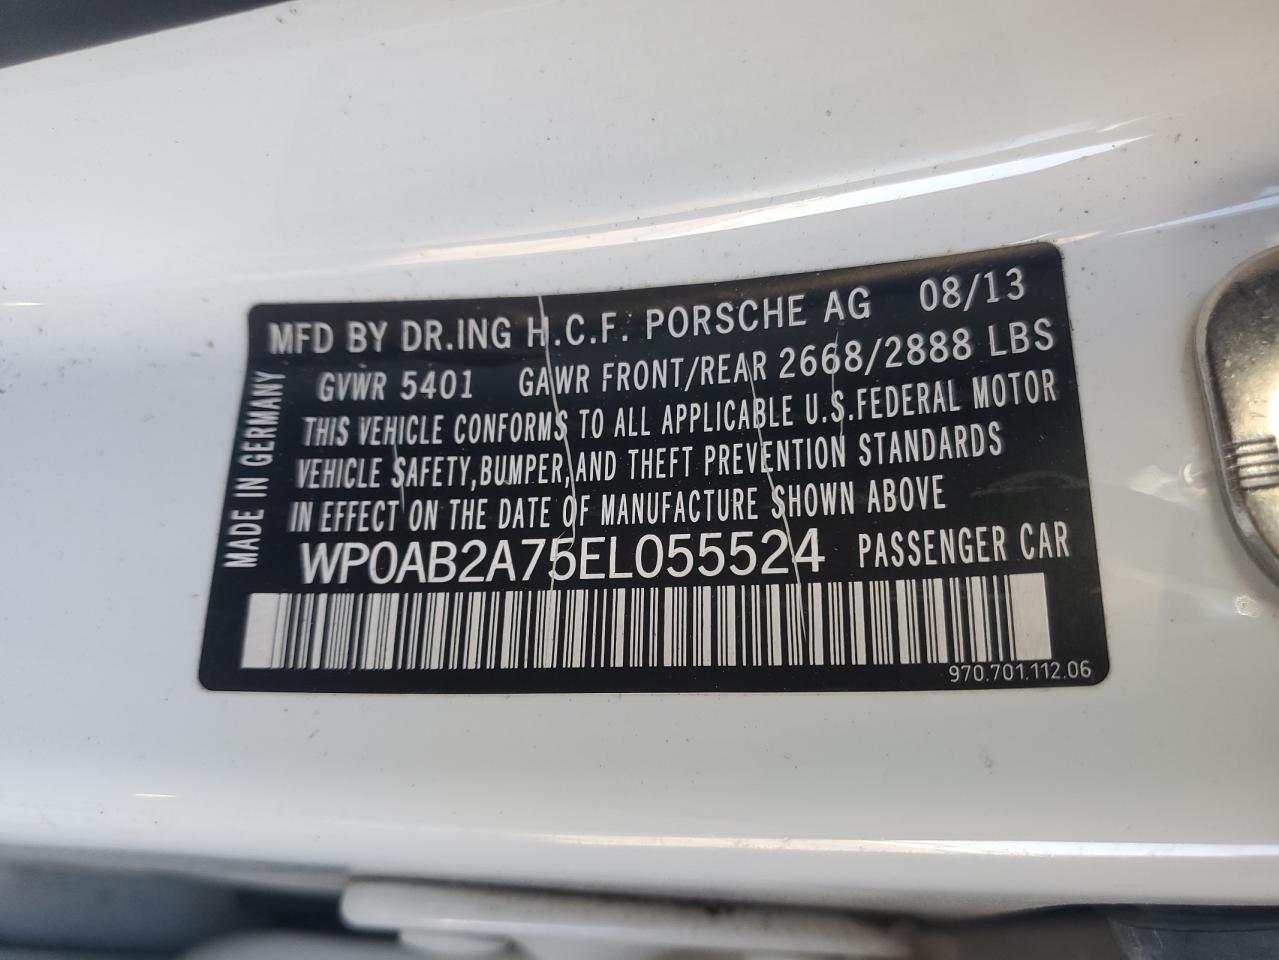 MFD BY DR.ING H.C.F. PORSCHE AG 08/13
GVWR 5401 GAWR FRONT/REAR 2668/2888 LBS
THIS VEHICLE CONFORMS TO ALL APPLICABLE U.S.FEDERAL MOTOR
VEHICLE SAFETY,BUMPER,AND THEFT PREVENTION STANDARDS
IN EFFECT ON THE DATE OF MANUFACTURE SHOWN ABOVE
WP0AB2A75EL055524 PASSENGER CAR
970.701.112.06
MADE IN GERMANY